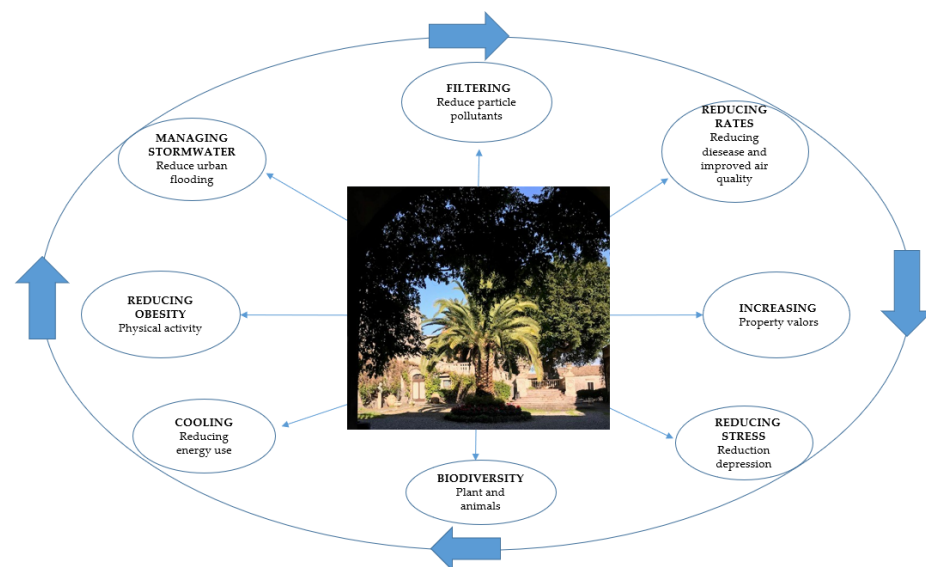 FILTERING
Reduce particle
pollutants
REDUCING
RATES
Reducing
diesease and
improved air
quality
MANAGING
STORMWATER
Reduce urban
flooding
REDUCING
OBESITY
Physical activity
INCREASING
Property valors
COOLING
Reducing
energy use
REDUCING
STRESS
Reduction
depression
BIODIVERSITY
Plant and
animals